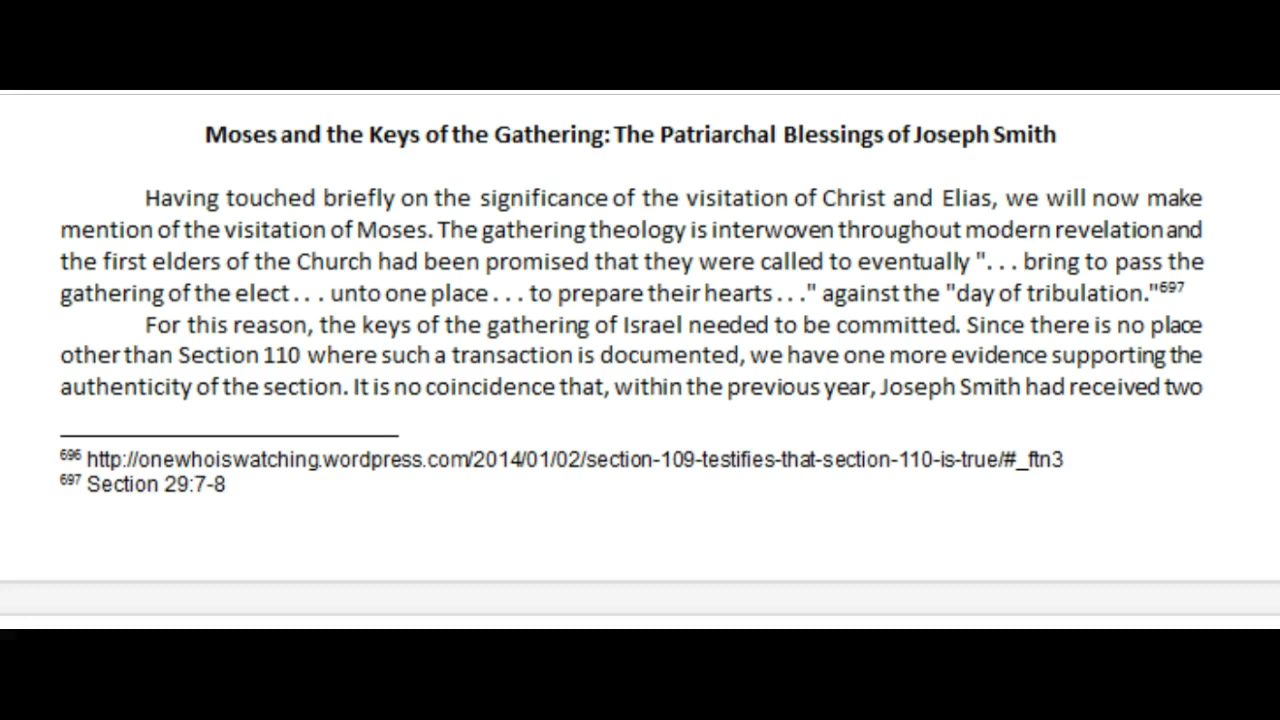 Moses and the Keys of the Gathering: The Patriarchal Blessings of Joseph Smith
Having touched briefly on the significance of the visitation of Christ and Elias, we will now make
mention of the visitation of Moses. The gathering theology is interwoven throughout modern revelation and
the first elders of the Church had been promised that they were called to eventually ". . . bring to pass the
gathering of the elect . . . unto one place . . . to prepare their hearts . . ." against the "day of tribulation."697
For this reason, the keys of the gathering of Israel needed to be committed. Since there is no place
other than Section 110 where such a transaction is documented, we have one more evidence supporting the
authenticity of the section. It is no coincidence that, within the previous year, Joseph Smith had received two
696 http://onewhoiswatching.wordpress.com/2014/01/02/section-109-testifies-that-section-110-is-true/#_ftn3
697 Section 29:7-8